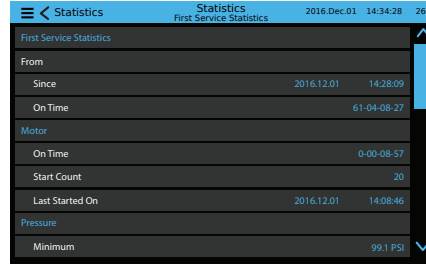 Statistics
Statistics
First Service Statistics
2016.Dec.01 14:34:28 26
First Service Statistics
From
Since 2016.12.01 14:28:09
On Time 61-04-08-27
Motor
On Time 0-00-08-57
Start Count 20
Last Started On 2016.12.01 14:08:46
Pressure
Minimum 99.1 PSI